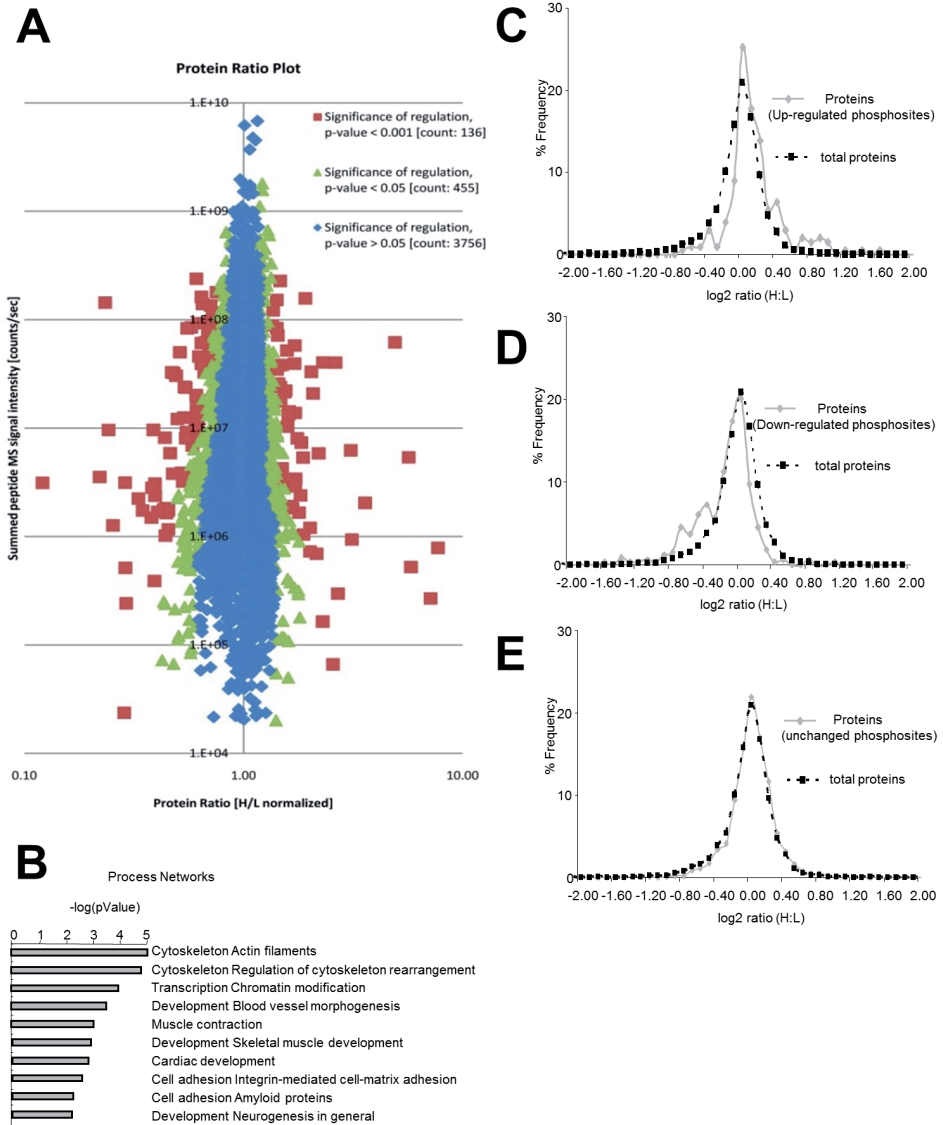 A
Protein Ratio Plot
1.E+10
Significance of regulation,
p-value < 0.001 [count: 136]
Significance of regulation,
p-value < 0.05 [count: 455]
Significance of regulation,
p-value > 0.05 [count: 3756]
1.E+09
1.E+08
1.E+07
1.E+06
1.E+05
1.E+04
Summed peptide MS signal intensity [counts/sec]
0.10 1.00 10.00
Protein Ratio [H/L normalized]
B
Process Networks
-log(pValue)
0 1 2 3 4 5
Cytoskeleton Actin filaments
Cytoskeleton Regulation of cytoskeleton rearrangement
Transcription Chromatin modification
Development Blood vessel morphogenesis
Muscle contraction
Development Skeletal muscle development
Cardiac development
Cell adhesion Integrin-mediated cell-matrix adhesion
Cell adhesion Amyloid proteins
Development Neurogenesis in general
C
30
20
10
0
% Frequency
Proteins
(Up-regulated phosphosites)
total proteins
-2.00 -1.60 -1.20 -0.80 -0.40 0.00 0.40 0.80 1.20 1.60 2.00
log2 ratio (H:L)
D
30
20
10
0
% Frequency
Proteins
(Down-regulated phosphosites)
total proteins
-2.00 -1.60 -1.20 -0.80 -0.40 0.00 0.40 0.80 1.20 1.60 2.00
log2 ratio (H:L)
E
30
20
10
0
% Frequency
Proteins
(unchanged phosphosites)
total proteins
-2.00 -1.60 -1.20 -0.80 -0.40 0.00 0.40 0.80 1.20 1.60 2.00
log2 ratio (H:L)